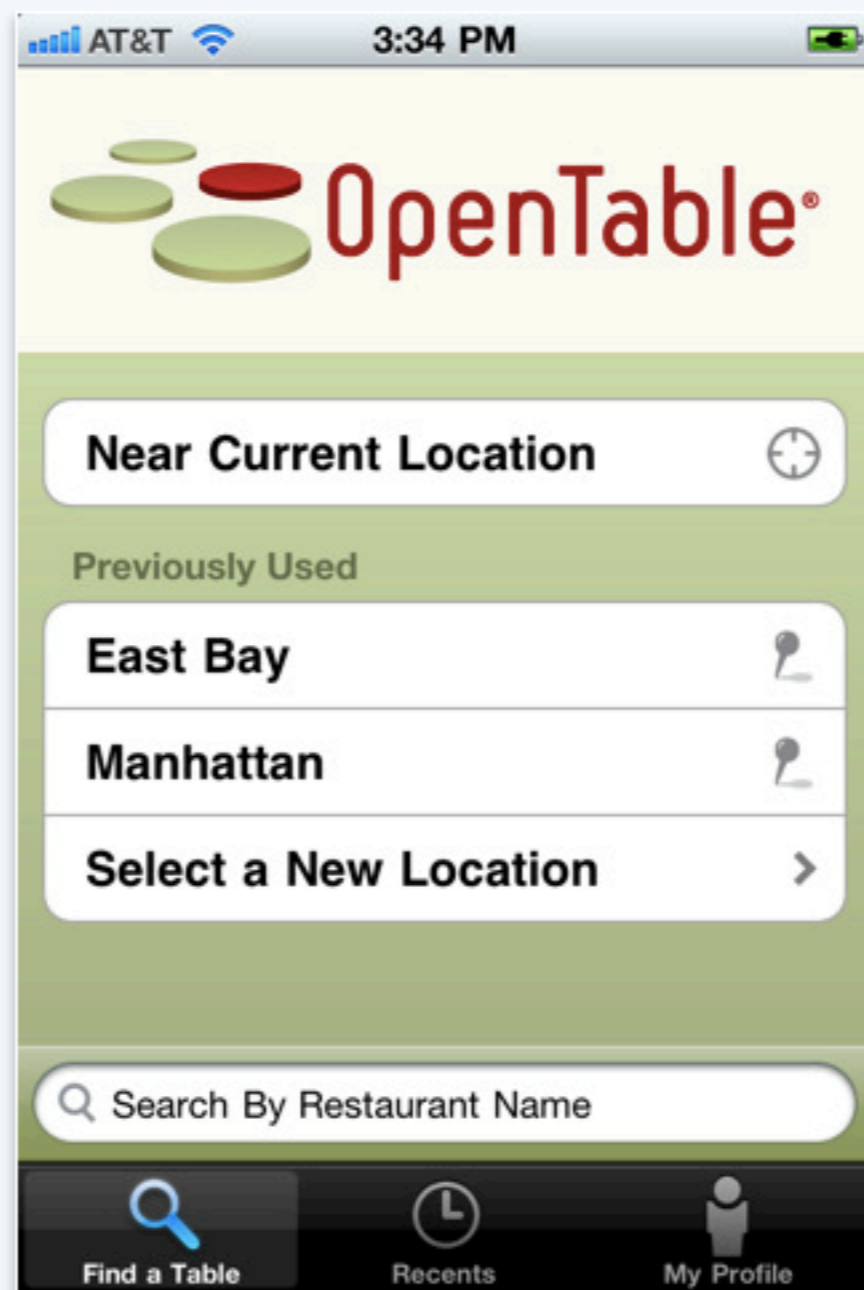 AT&T 3:34 PM
OpenTable®
Near Current Location
Previously Used
East Bay
Manhattan
Select a New Location
Search By Restaurant Name
Find a Table Recents My Profile